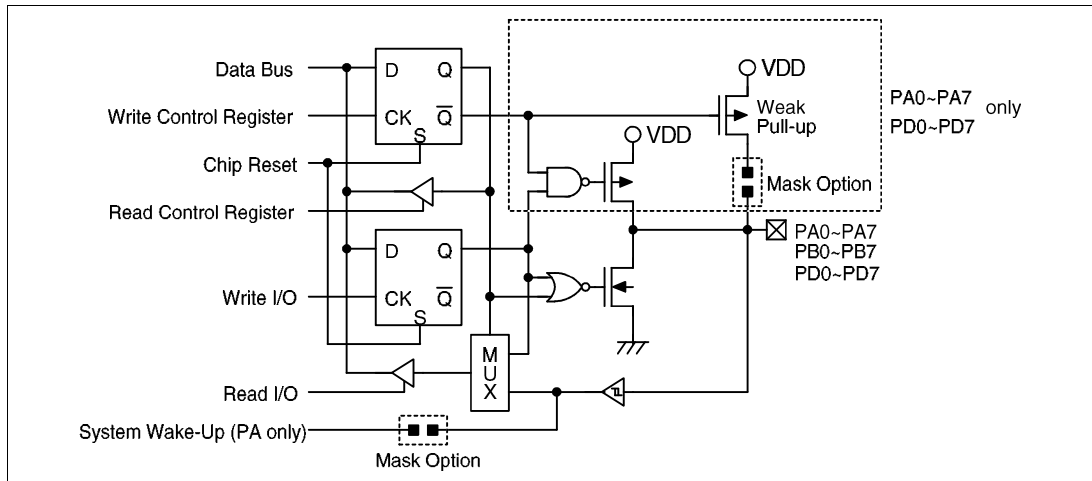 Data Bus
D Q
VDD
Write Control Register
CK Q
S
Weak
Pull-up
PA0~PA7
PD0~PD7
only
VDD
Chip Reset
Mask Option
Read Control Register
PA0~PA7
PB0~PB7
PD0~PD7
D Q
Write I/O
CK Q
S
M
U
X
Read I/O
System Wake-Up (PA only)
Mask Option